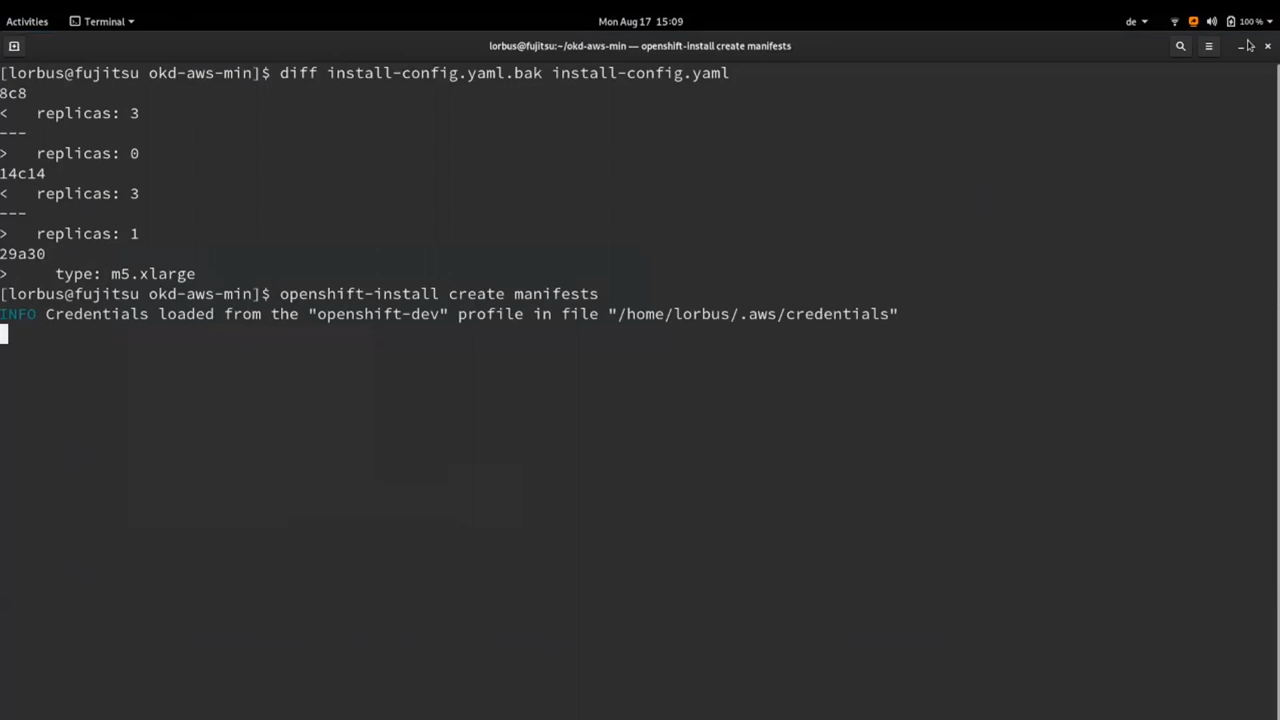 Activities
Terminal
Mon Aug 17 15:09
de
100 %
lorbus@fujitsu:~/okd-aws-min — openshift-install create manifests
[lorbus@fujitsu okd-aws-min]$ diff install-config.yaml.bak install-config.yaml
8c8
<   replicas: 3
---
>   replicas: 0
14c14
<   replicas: 3
---
>   replicas: 1
29a30
>     type: m5.xlarge
[lorbus@fujitsu okd-aws-min]$ openshift-install create manifests
INFO Credentials loaded from the "openshift-dev" profile in file "/home/lorbus/.aws/credentials"